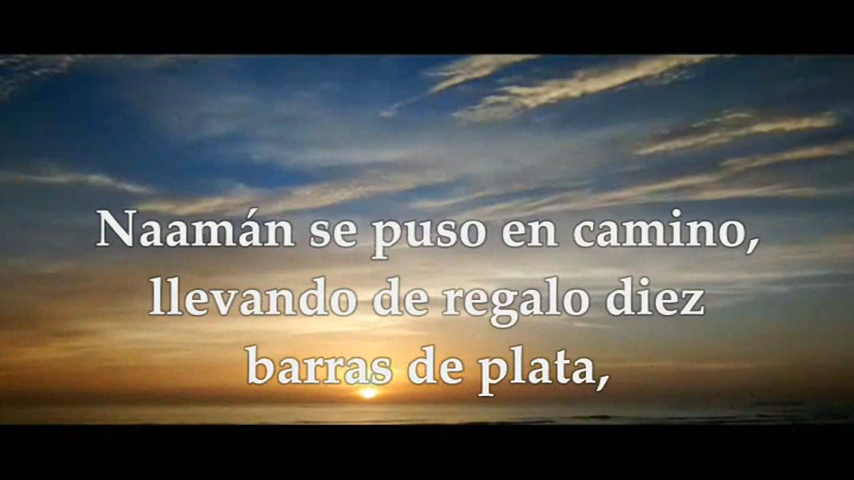 Naamán se puso en camino,
llevando de regalo diez
barras de plata,